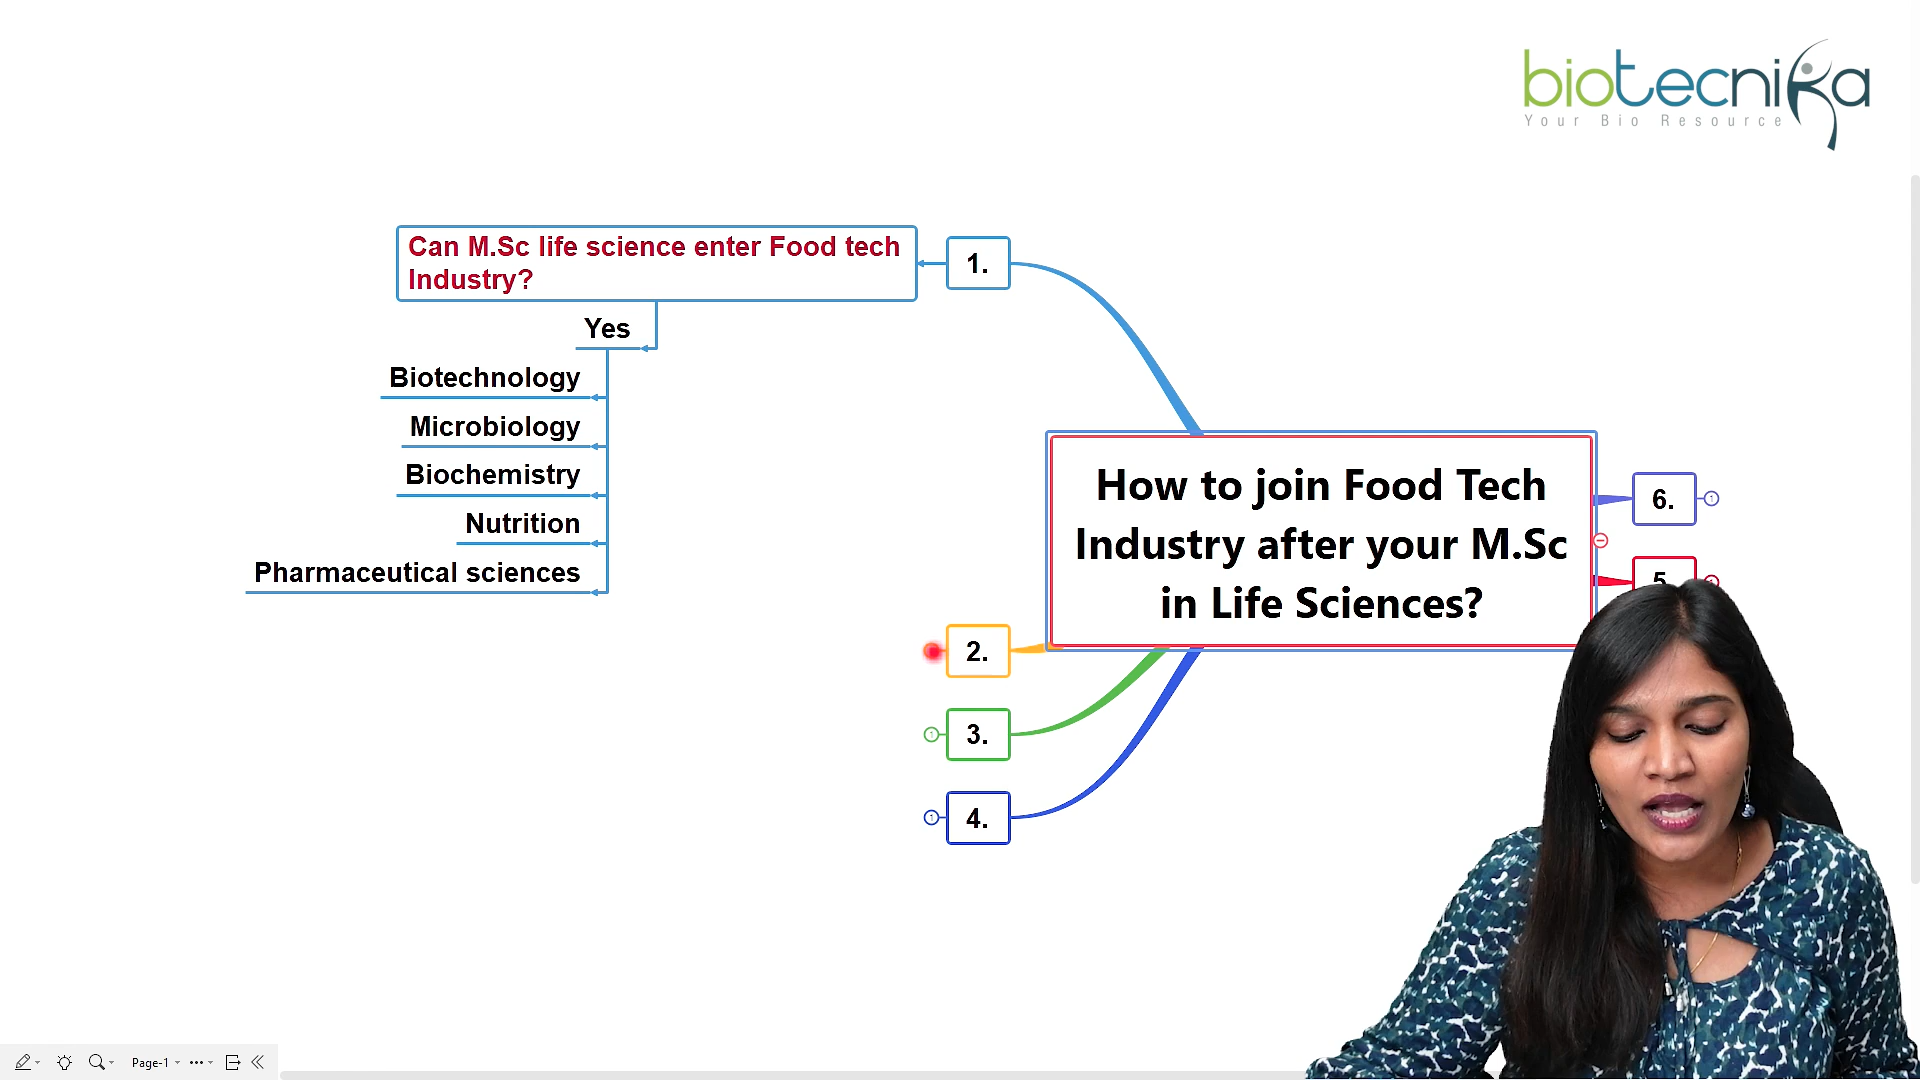 biotecnika
Your Bio Resource
Can M.Sc life science enter Food tech
Industry?
1.
Yes
Biotechnology
Microbiology
Biochemistry
Nutrition
Pharmaceutical sciences
How to join Food Tech
Industry after your M.Sc
in Life Sciences?
6.
5.
2.
3.
4.
Page-1